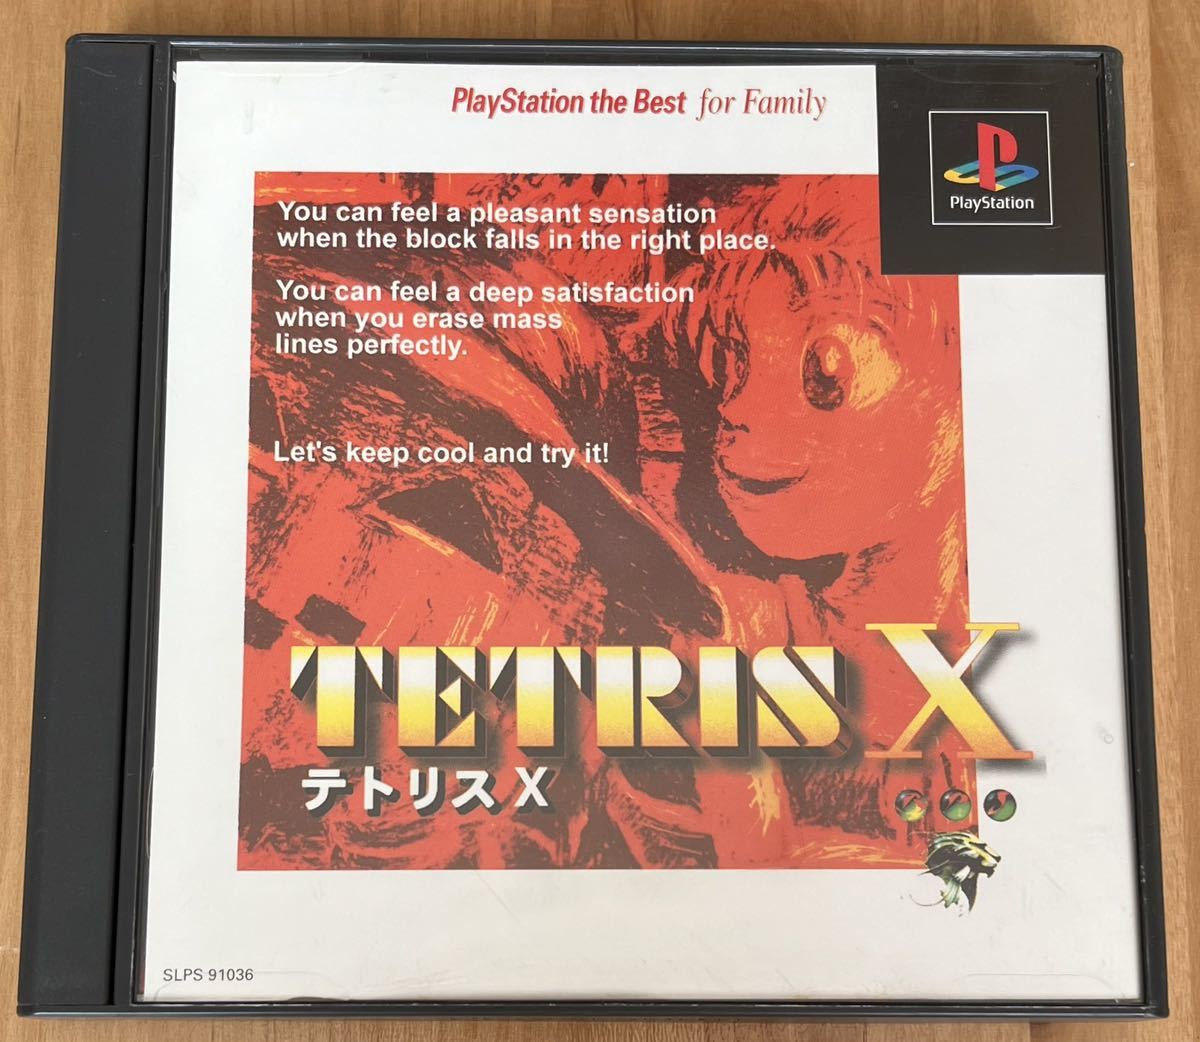 PlayStation the Best for Family
PlayStation
You can feel a pleasant sensation
when the block falls in the right place.
You can feel a deep satisfaction
when you erase mass
lines perfectly.
Let's keep cool and try it!
TETRIS X
テトリス X
SLPS 91036